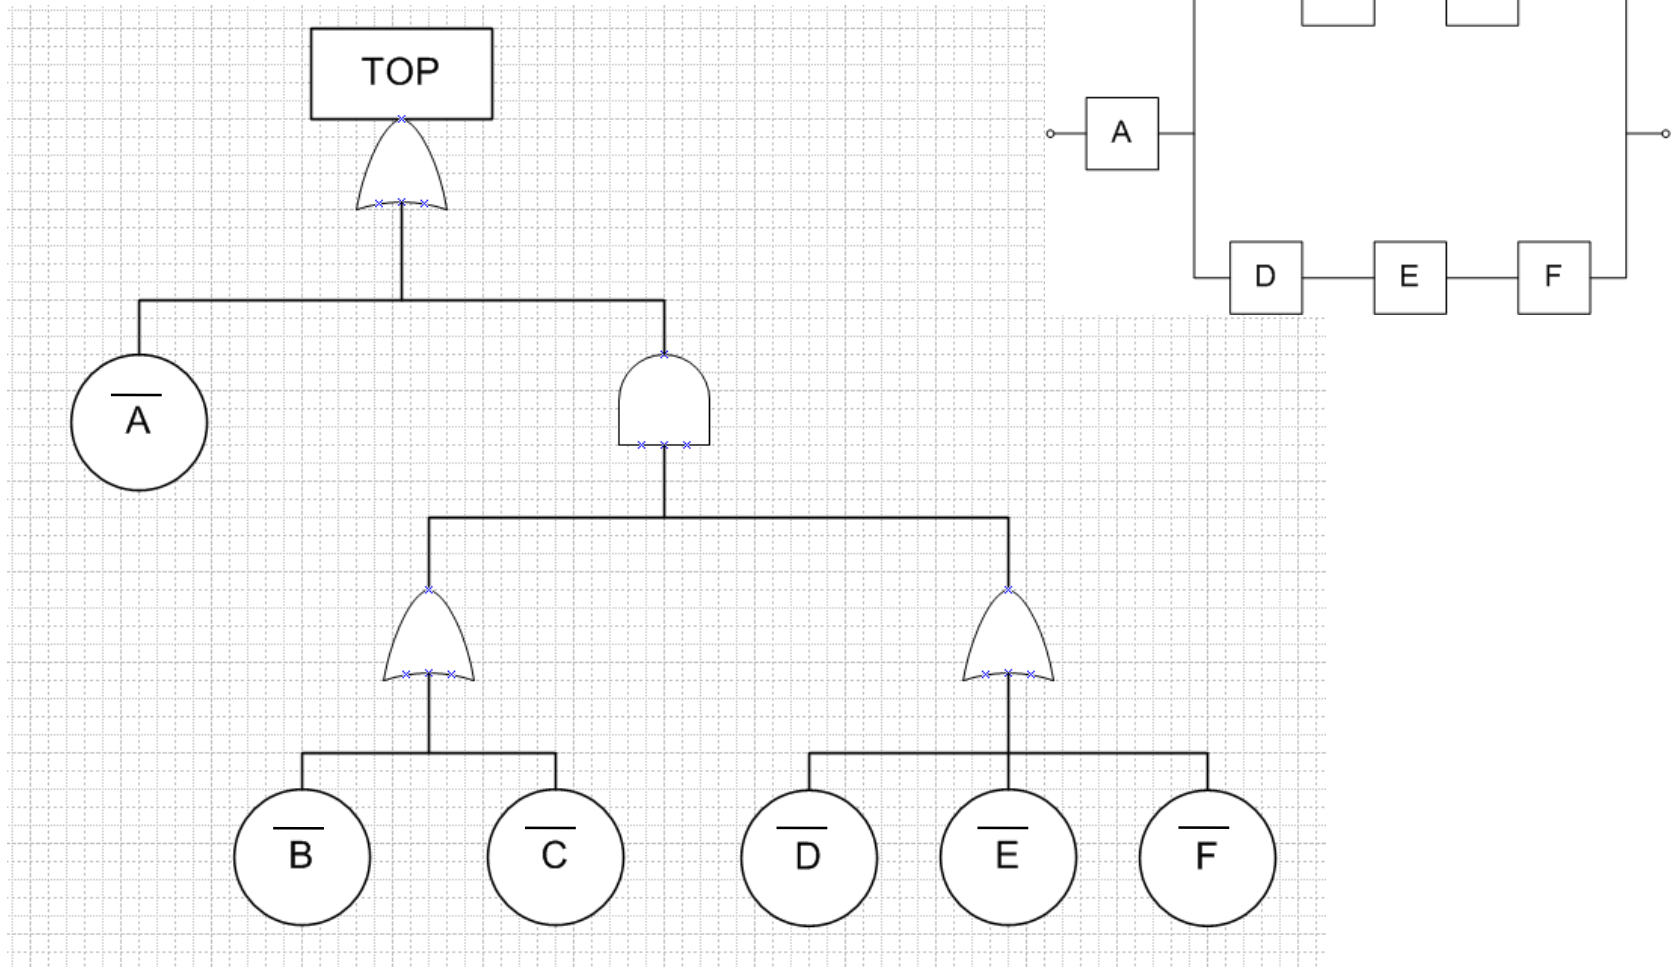 TOP
A
D E F
A̅
B̅ C̅ D̅ E̅ F̅